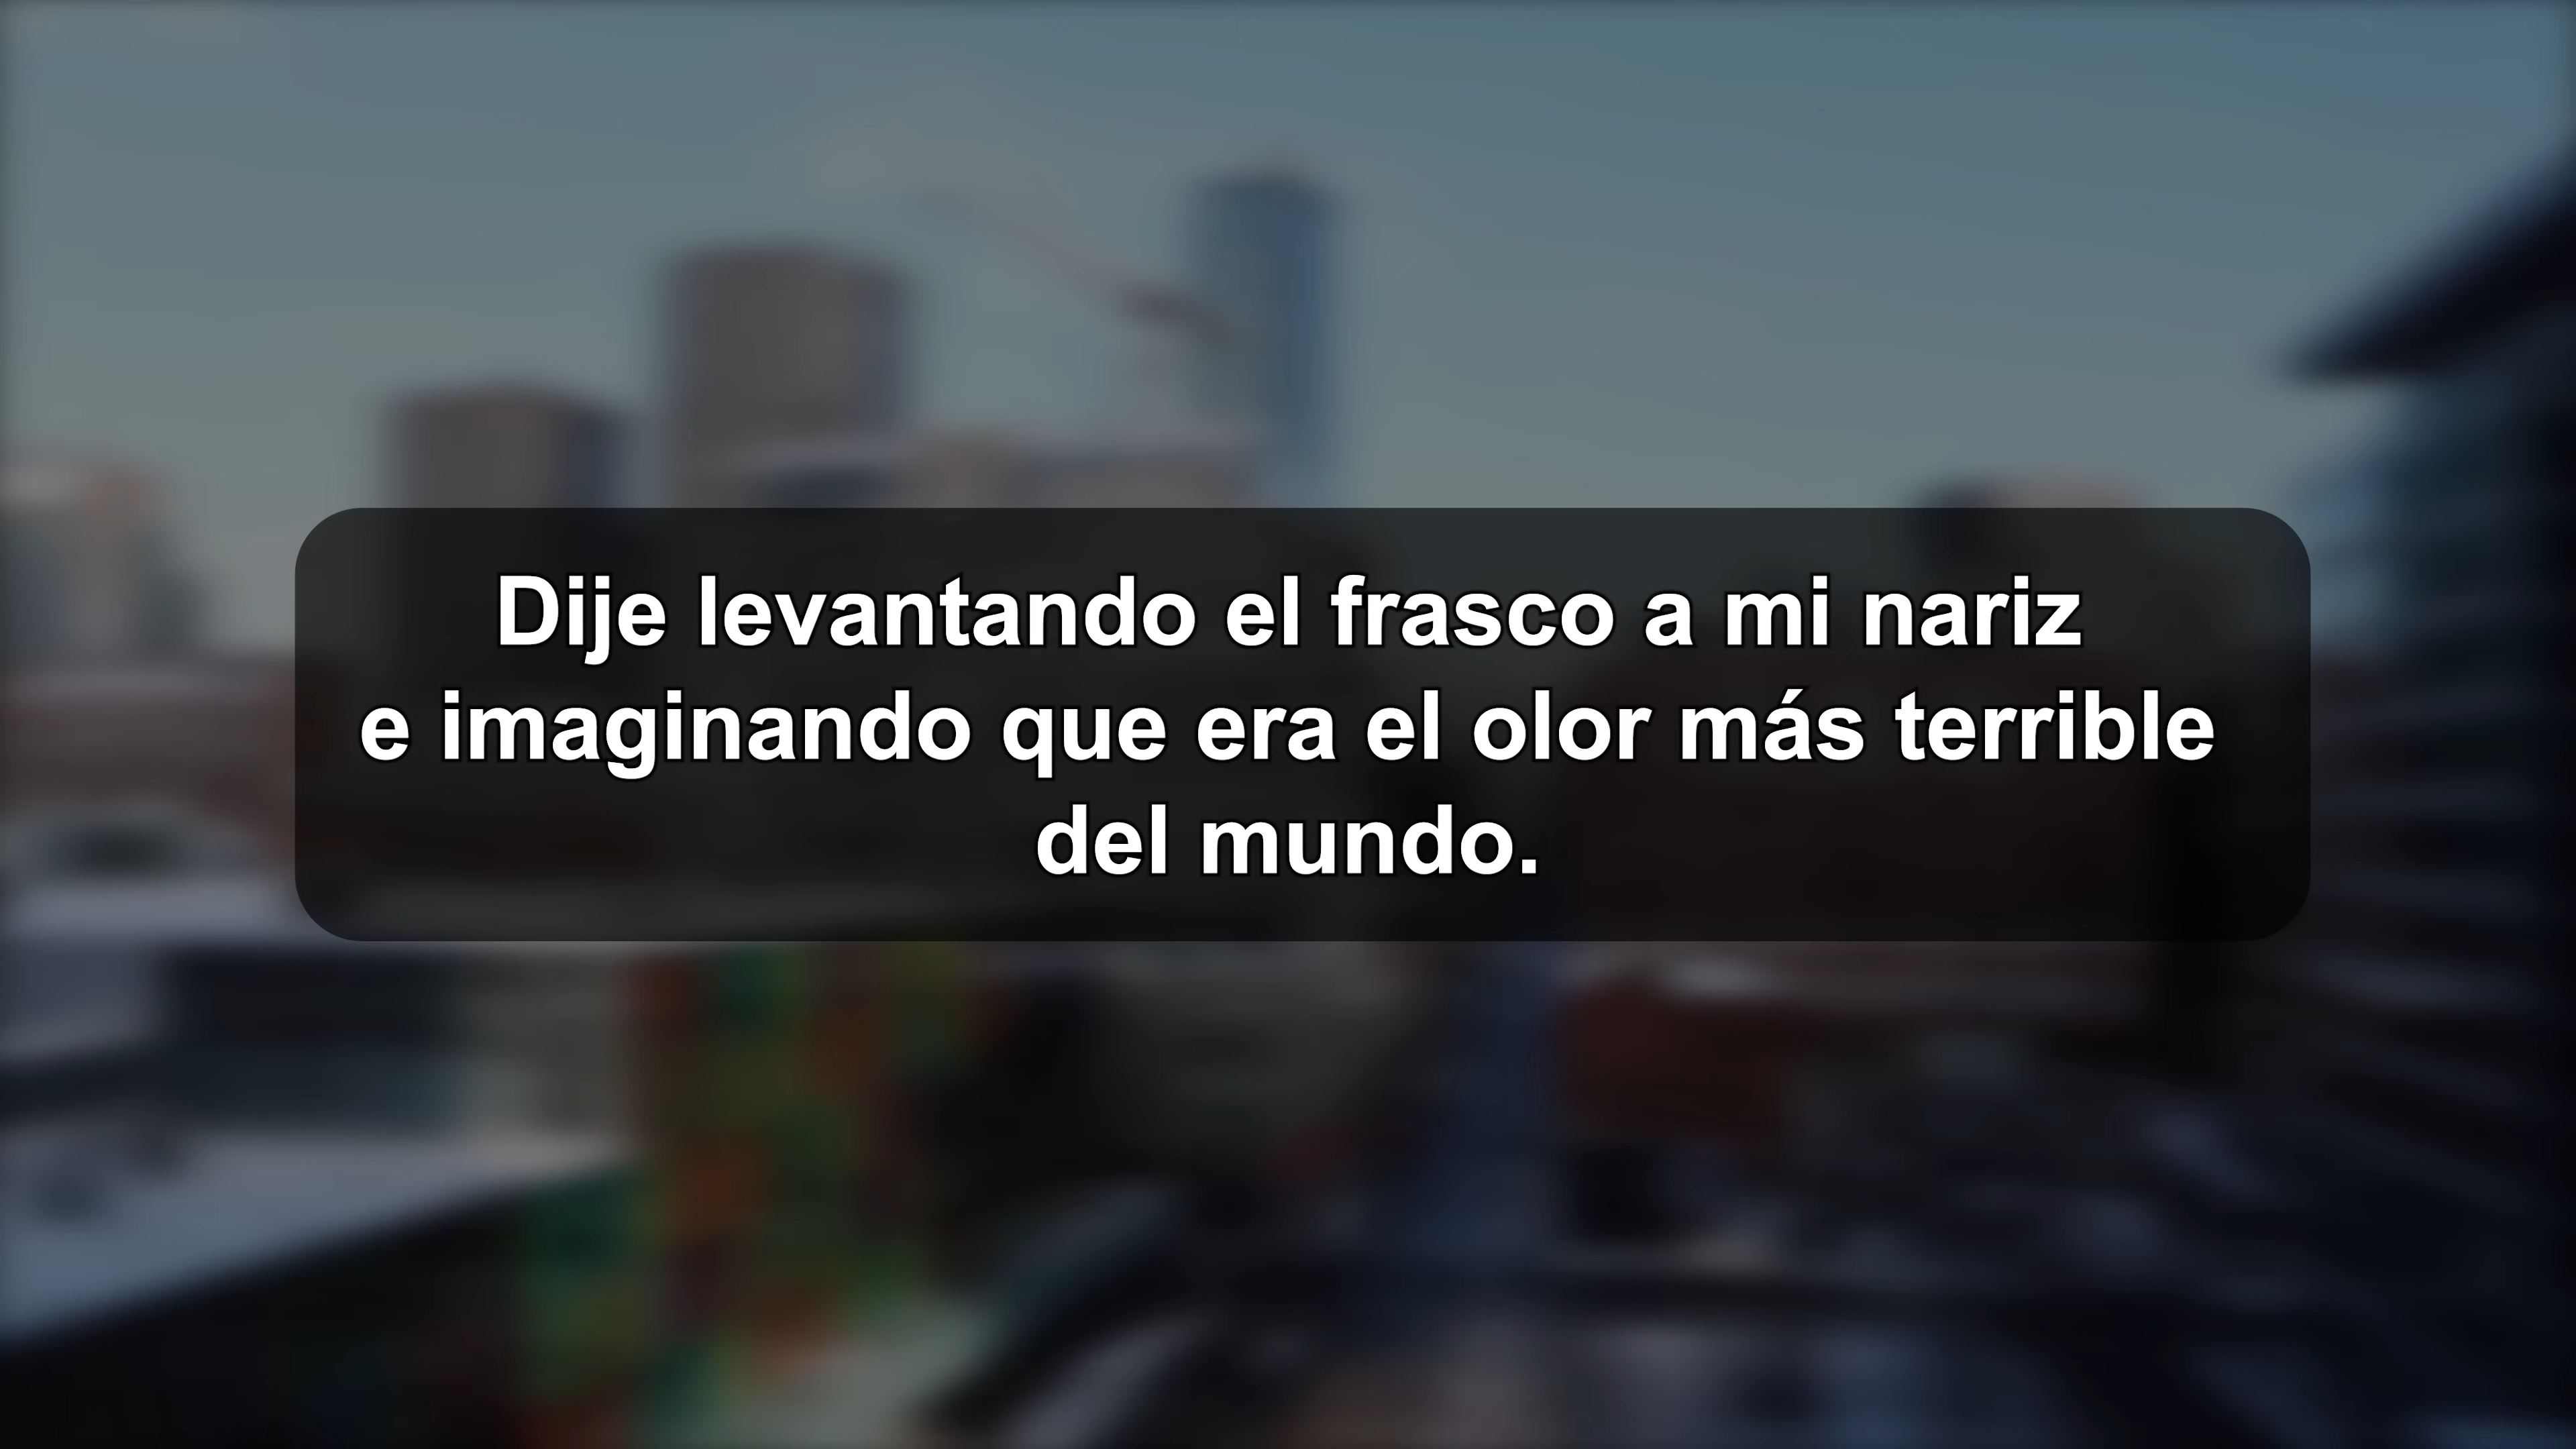 Dije levantando el frasco a mi nariz
e imaginando que era el olor más terrible
del mundo.